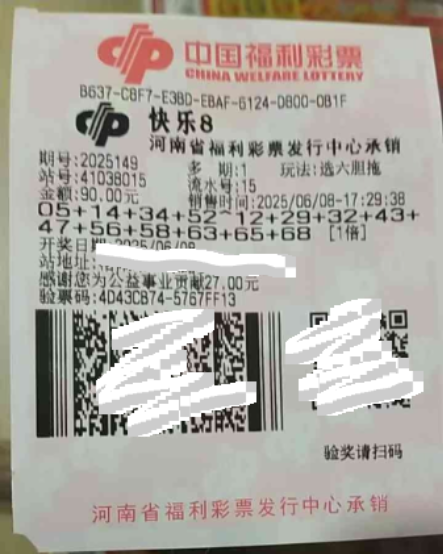 中国福利彩票
CHINA WELFARE LOTTERY
B637-C8F7-E3BD-EBAF-6124-D800-0B1F
快乐8
河南省福利彩票发行中心承销
期号:2025149 多 期:1 玩法:选六胆拖
站号:41038015 流水号:15
金额:90.00元 销售时间:2025/06/08-17:29:38
05+14+34+52~12+29+32+43+
47+56+58+63+65+68 [1倍]
开奖日期:2025/06/08
站地址:
感谢您为公益事业贡献27.00元
验票码:4D43CB74-5767FF13
验奖请扫码
河南省福利彩票发行中心承销